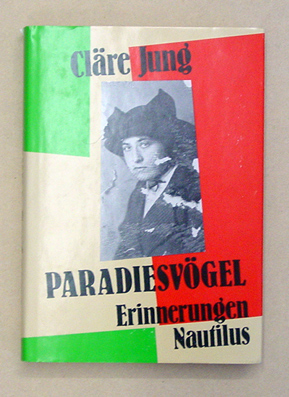 Cläre Jung
PARADIESVÖGEL
Erinnerungen
Nautilus